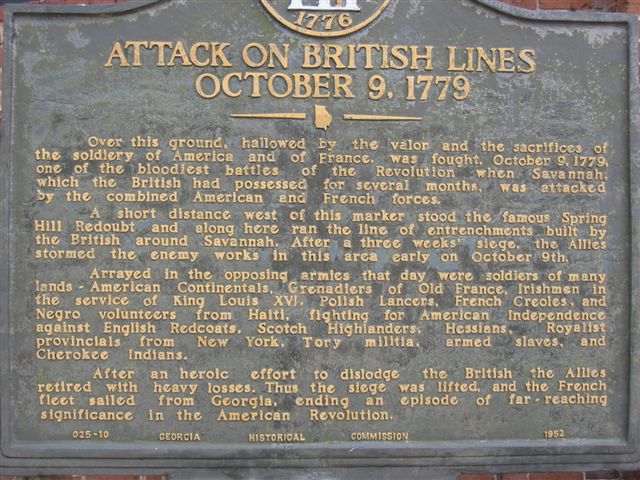 1776
ATTACK ON BRITISH LINES
OCTOBER 9, 1779
Over this ground, hallowed by the valor and the sacrifices of
the soldiery of America and of France, was fought, October 9, 1779,
one of the bloodiest battles of the Revolution when Savannah,
which the British had possessed for several months, was attacked
by the combined American and French forces.
A short distance west of this marker stood the famous Spring
Hill Redoubt and along here ran the line of entrenchments built by
the British around Savannah. After a three weeks' siege, the Allies
stormed the enemy works in this area early on October 9th.
Arrayed in the opposing armies that day were soldiers of many
lands - American Continentals, Grenadiers of Old France, Irishmen in
the service of King Louis XVI, Polish Lancers, French Creoles, and
Negro volunteers from Haiti, fighting for American Independence
against English Redcoats, Scotch Highlanders, Hessians, Royalist
provincials from New York, Tory militia, armed slaves, and
Cherokee Indians.
After an heroic effort to dislodge the British the Allies
retired with heavy losses. Thus the siege was lifted, and the French
fleet sailed from Georgia, ending an episode of far-reaching
significance in the American Revolution.
025-10 GEORGIA HISTORICAL COMMISSION 1952